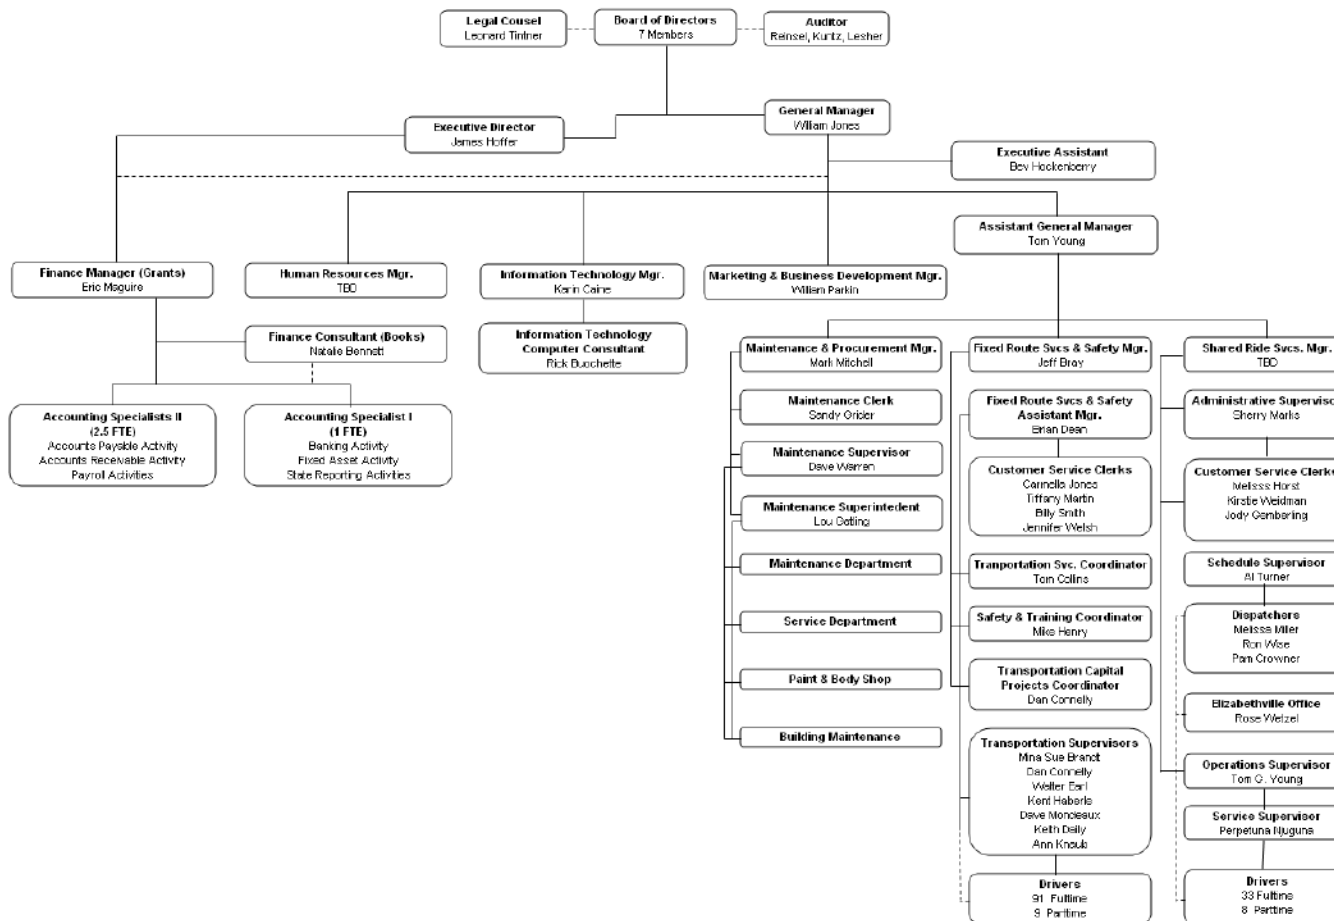 Legal Cousel
Leonard Tintner
Board of Directors
7 Members
Auditor
Reinsel, Kuntz, Lesher
General Manager
William Jones
Executive Director
James Hoffer
Executive Assistant
Bev Hockenberry
Assistant General Manager
Tom Young
Finance Manager (Grants)
Eric Maguire
Human Resources Mgr.
TBD
Information Technology Mgr.
Karin Caine
Marketing & Business Development Mgr.
William Parkin
Finance Consultant (Books)
Natalie Bennett
Information Technology
Computer Consultant
Rick
Accounting Specialists II
(2.5 FTE)
Accounts Payable Activity
Accounts Receivable Activity
Payroll Activities
Accounting Specialist I
(1 FTE)
Banking Activity
Fixed Asset Activity
State Reporting Activities
Maintenance & Procurement Mgr.
Mark Mitchell
Maintenance Clerk
Sandy
Maintenance Supervisor
Dave Warren
Maintenance Superintedent
Lou Gatling
Maintenance Department
Service Department
Paint & Body Shop
Building Maintenance
Fixed Route Svcs & Safety Mgr.
Jeff Bray
Fixed Route Svcs & Safety
Assistant Mgr.
Brian Dean
Customer Service Clerks
Carmella Jones
Tiffany Martin
Billy Smith
Jennifer Welsh
Tranportation Svc. Coordinator
Tom Collins
Safety & Training Coordinator
Mike Henry
Transportation Capital
Projects Coordinator
Dan Connelly
Transportation Supervisors
Mina Sue Brandt
Dan Connelly
Walter Earl
Kent Haberle
Dave
Keith Daily
Ann Knaub
Drivers
91 Fulltime
9 Parttime
Shared Ride Svcs. Mgr.
TBD
Administrative Superviso
Sherry Marks
Customer Service Clerks
Melissa Horst
Kirstie Weidman
Jody Gamberling
Schedule Supervisor
Al Turner
Dispatchers
Melissa Miller
Ron Wise
Pam Crowner
Elizabethville Office
Rose Wetzel
Operations Supervisor
Tom G. Young
Service Supervisor
Perpetuna Njuguna
Drivers
33 Fulltime
8 Parttime